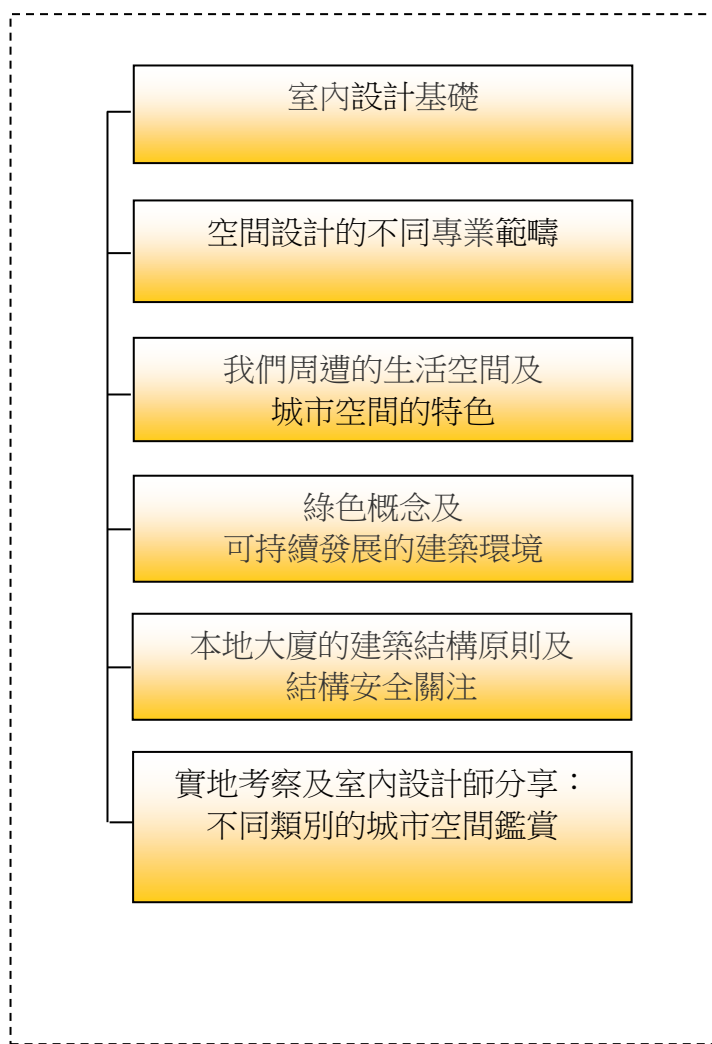 室內設計基礎
空間設計的不同專業範疇
我們周遭的生活空間及
城市空間的特色
綠色概念及
可持續發展的建築環境
本地大廈的建築結構原則及
結構安全關注
實地考察及室內設計師分享：
不同類別的城市空間鑑賞